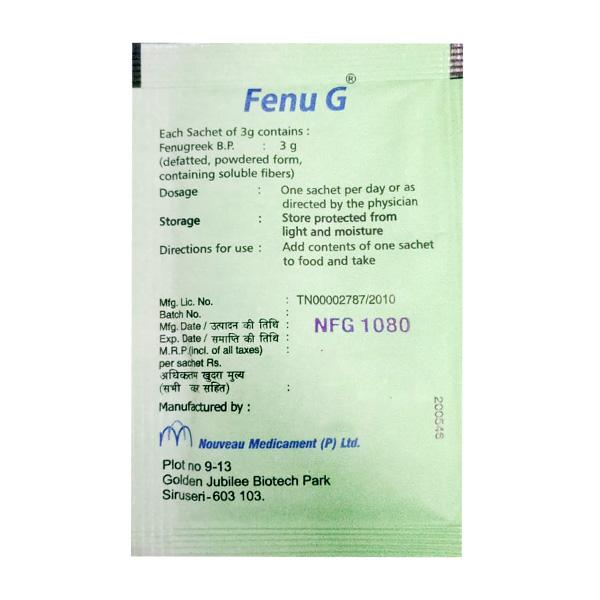 Fenu G®
Each Sachet of 3g contains :
Fenugreek B.P. : 3 g
(defatted, powdered form,
containing soluble fibers)
Dosage : One sachet per day or as
directed by the physician
Storage : Store protected from
light and moisture
Directions for use : Add contents of one sachet
to food and take
Mfg. Lic. No. : TN00002787/2010
Batch No. :
Mfg. Date / उत्पादन की तिथि : NFG 1080
Exp. Date / समाप्ति की तिथि :
M.R.P.(incl. of all taxes) :
per sachet Rs.
अधिकतम खुदरा मुल्य
(सभी कर सहित) :
Manufactured by :
Nouveau Medicament (P) Ltd.
Plot no 9-13
Golden Jubilee Biotech Park
Siruseri-603 103.
200546